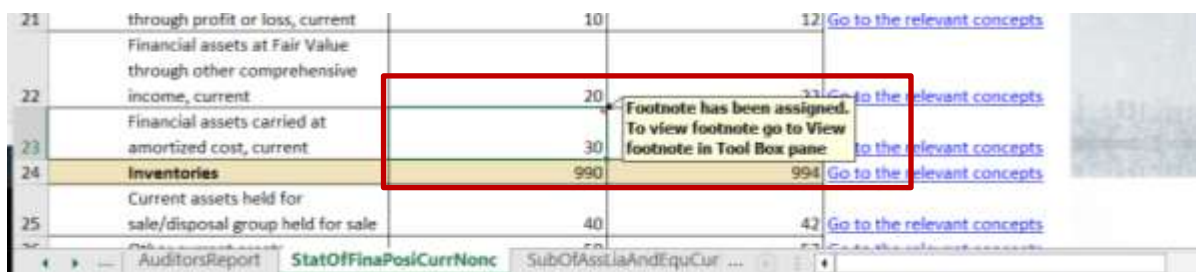 21 through profit or loss, current 10 12 Go to the relevant concepts
Financial assets at Fair Value
through other comprehensive
22 income, current 20 Go to the relevant concepts
Footnote has been assigned.
To view footnote go to View
footnote in Tool Box pane
Financial assets carried at
23 amortized cost, current 30 to the relevant concepts
24 Inventories 990 994 Go to the relevant concepts
Current assets held for
25 sale/disposal group held for sale 40 42 Go to the relevant concepts
... AuditorsReport StatOfFinaPosiCurrNonc SubOfAssLiaAndEquCur ...